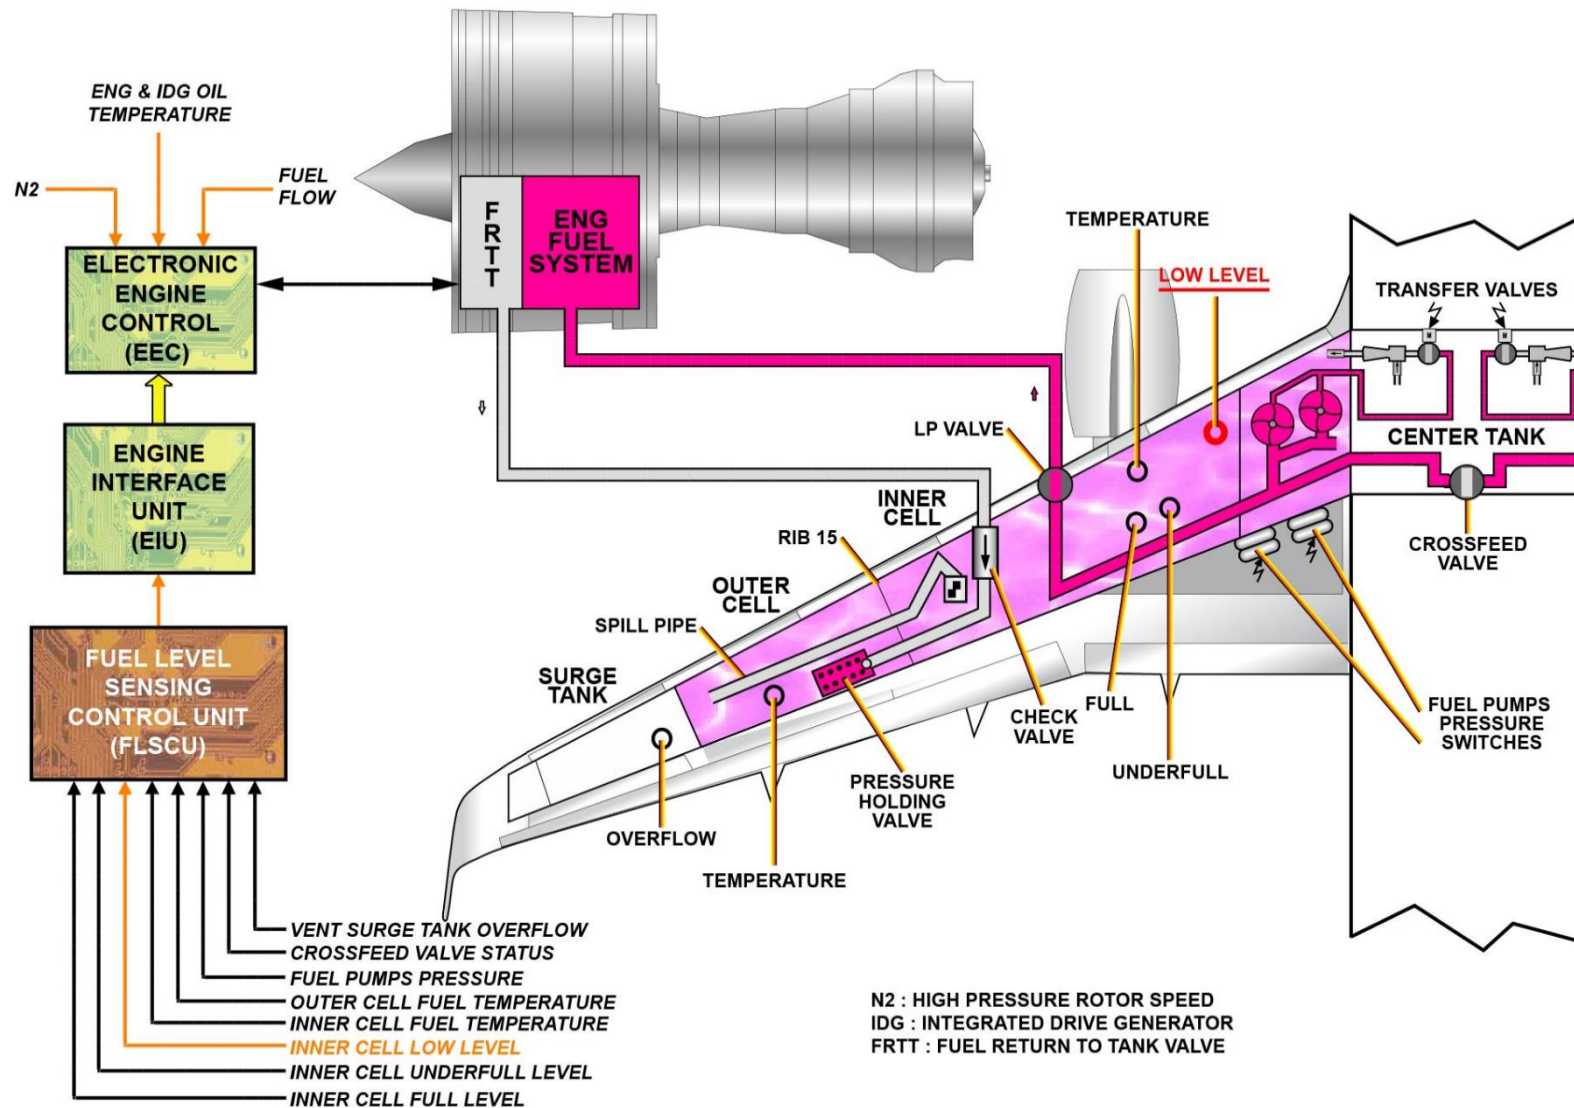 ENG & IDG OIL
TEMPERATURE
N2
FUEL
FLOW
ELECTRONIC
ENGINE
CONTROL
(EEC)
ENGINE
INTERFACE
UNIT
(EIU)
FUEL LEVEL
SENSING
CONTROL UNIT
(FLSCU)
VENT SURGE TANK OVERFLOW
CROSSFEED VALVE STATUS
FUEL PUMPS PRESSURE
OUTER CELL FUEL TEMPERATURE
INNER CELL FUEL TEMPERATURE
INNER CELL LOW LEVEL
INNER CELL UNDERFULL LEVEL
INNER CELL FULL LEVEL
FRTT
ENG
FUEL
SYSTEM
TEMPERATURE
LOW LEVEL
TRANSFER VALVES
M
M
LP VALVE
CENTER TANK
INNER
CELL
RIB 15
OUTER
CELL
SPILL PIPE
SURGE
TANK
CROSSFEED
VALVE
FULL
CHECK
VALVE
UNDERFULL
FUEL PUMPS
PRESSURE
SWITCHES
PRESSURE
HOLDING
VALVE
OVERFLOW
TEMPERATURE
N2 : HIGH PRESSURE ROTOR SPEED
IDG : INTEGRATED DRIVE GENERATOR
FRTT : FUEL RETURN TO TANK VALVE